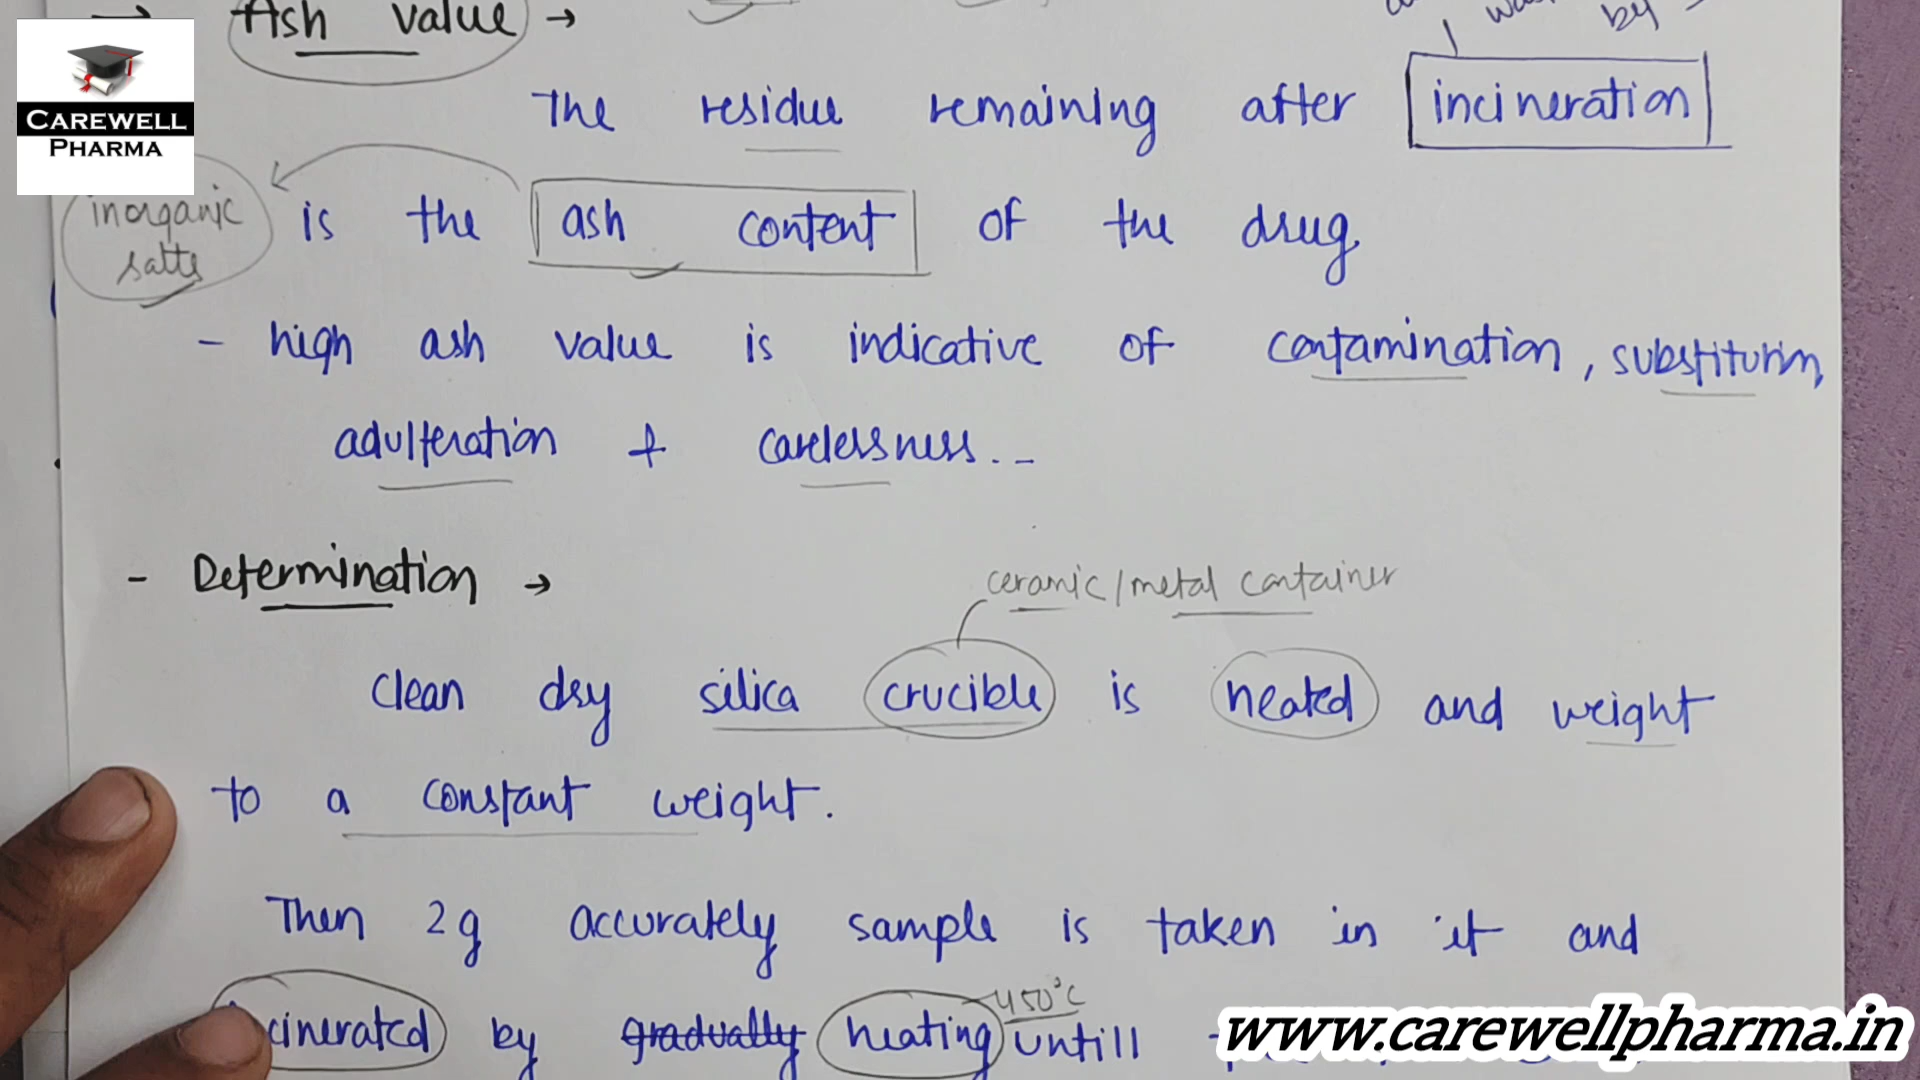 → Ash value →
by
The residue remaining after incineration
inorganic salts
is the ash content of the drug.
- high ash value is indicative of contamination, substitution,
adulteration + carelessness..-
- Determination →
ceramic/metal container
Clean dry silica crucible is heated and weight
to a constant weight.
Then 2g accurately sample is taken in it and
450°C
cinerated by gradually heating untill
CAREWELL
PHARMA
www.carewellpharma.in